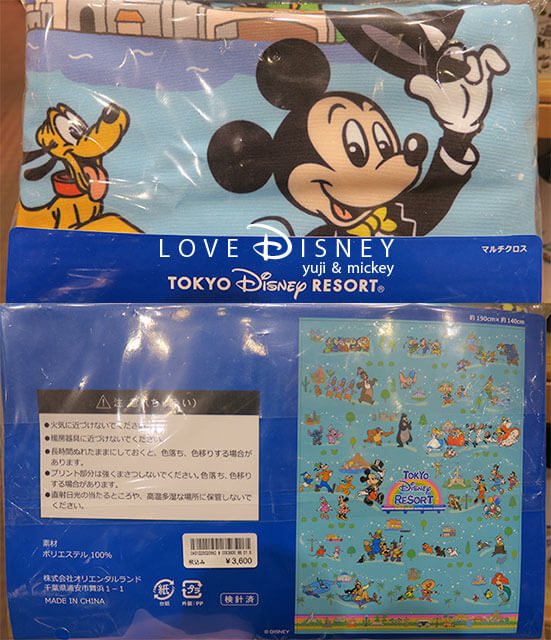 LOVE DISNEY
yuji & mickey
マルチクロス
TOKYO Disney RESORT®
約190cm×約140cm
注意
●火気に近づけないでください。
●暖房器具に近づけないでください。
●長時間ぬれたままにしておくと、色落ち、色移りする場合が
あります。
●プリント部分は強くまさつしないでください。色落ち、色移り
する場合があります。
●直射日光の当たるところや、高温多湿な場所に保管しないで
ください。
TOKYO
Disney
RESORT
素材
ポリエステル 100%
税込み ¥3,600
株式会社オリエンタルランド
千葉県浦安市舞浜1-1
MADE IN CHINA
紙
台紙
プラ
外装:PP
検針済
© DISNEY